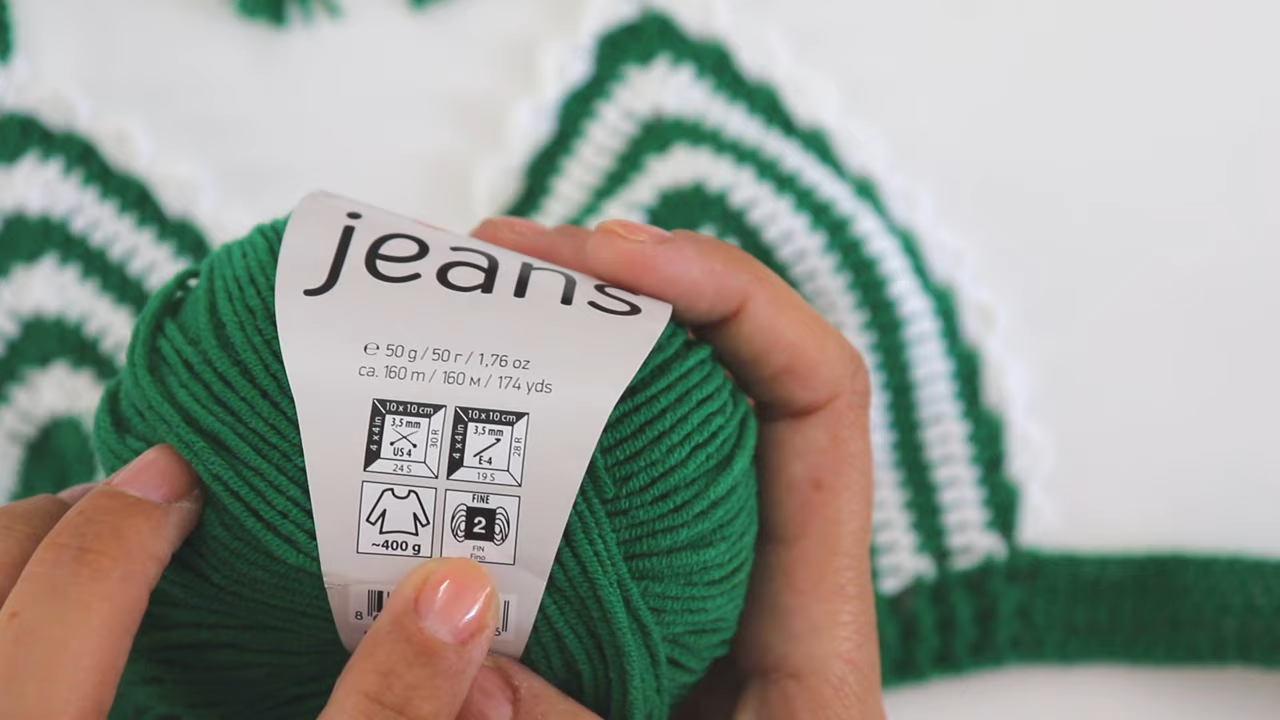 jeans
℮ 50 g / 50 г / 1,76 oz
ca. 160 m / 160 м / 174 yds
10 x 10 cm
4 x 4 in
3,5 mm
US 4
30 R
24 S
10 x 10 cm
4 x 4 in
3,5 mm
E-4
28 R
19 S
~400 g
FINE
2
FIN
Fino
8
5